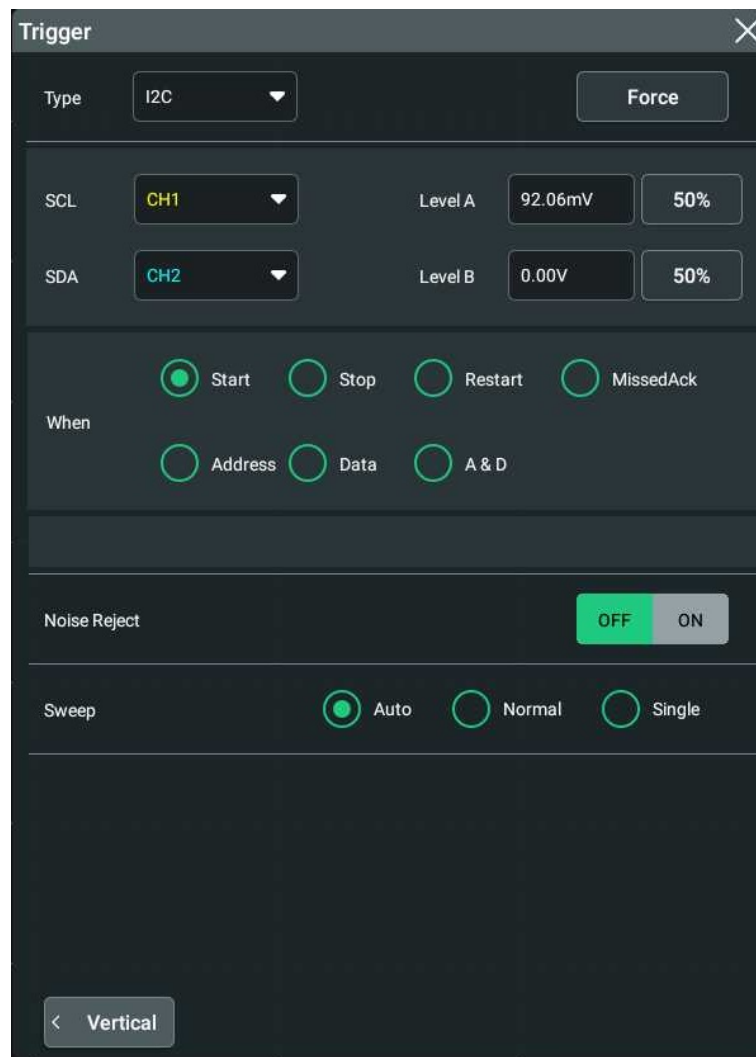 Trigger
Type I2C Force
SCL CH1 Level A 92.06mV 50%
SDA CH2 Level B 0.00V 50%
Start Stop Restart MissedAck
When
Address Data A & D
Noise Reject OFF ON
Sweep Auto Normal Single
< Vertical